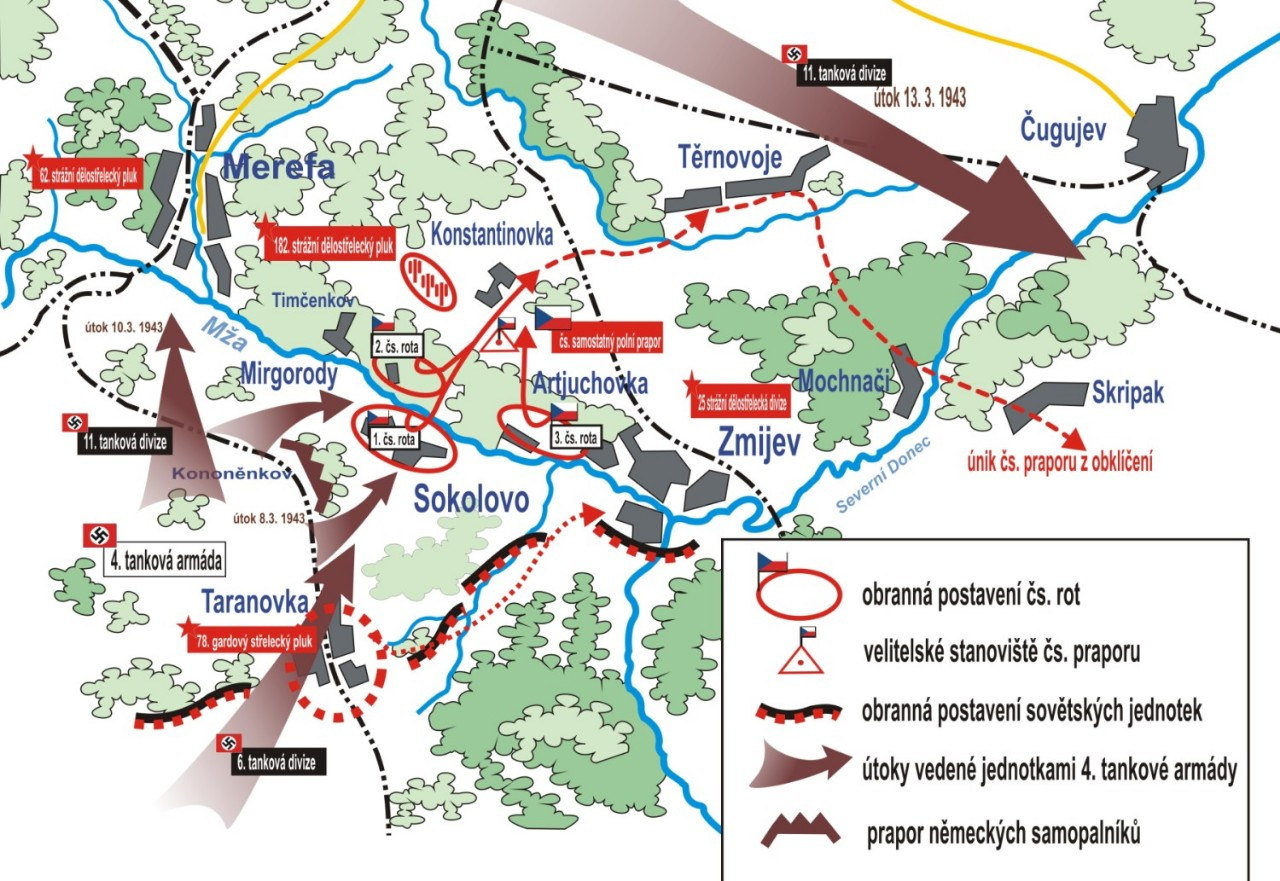 11. tanková divize
útok 13. 3. 1943
Čugujev
Těrnovoje
62. strážní dělostřelecký pluk
Merefa
182. strážní dělostřelecký pluk
Konstantinovka
Timčenkov
útok 10.3. 1943
Mža
2. čs. rota
čs. samostatný polní prapor
Mirgorody
Artjuchovka
25 strážní dělostřelecká divize
Mochnači
Skripak
1. čs. rota
3. čs. rota
Zmijev
11. tanková divize
únik čs. praporu z obklíčení
Kononěnkov
Severní Donec
Sokolovo
útok 8.3. 1943
4. tanková armáda
Taranovka
78. gardový střelecký pluk
6. tanková divize
obranná postavení čs. rot
velitelské stanoviště čs. praporu
obranná postavení sovětských jednotek
útoky vedené jednotkami 4. tankové armády
prapor německých samopalníků